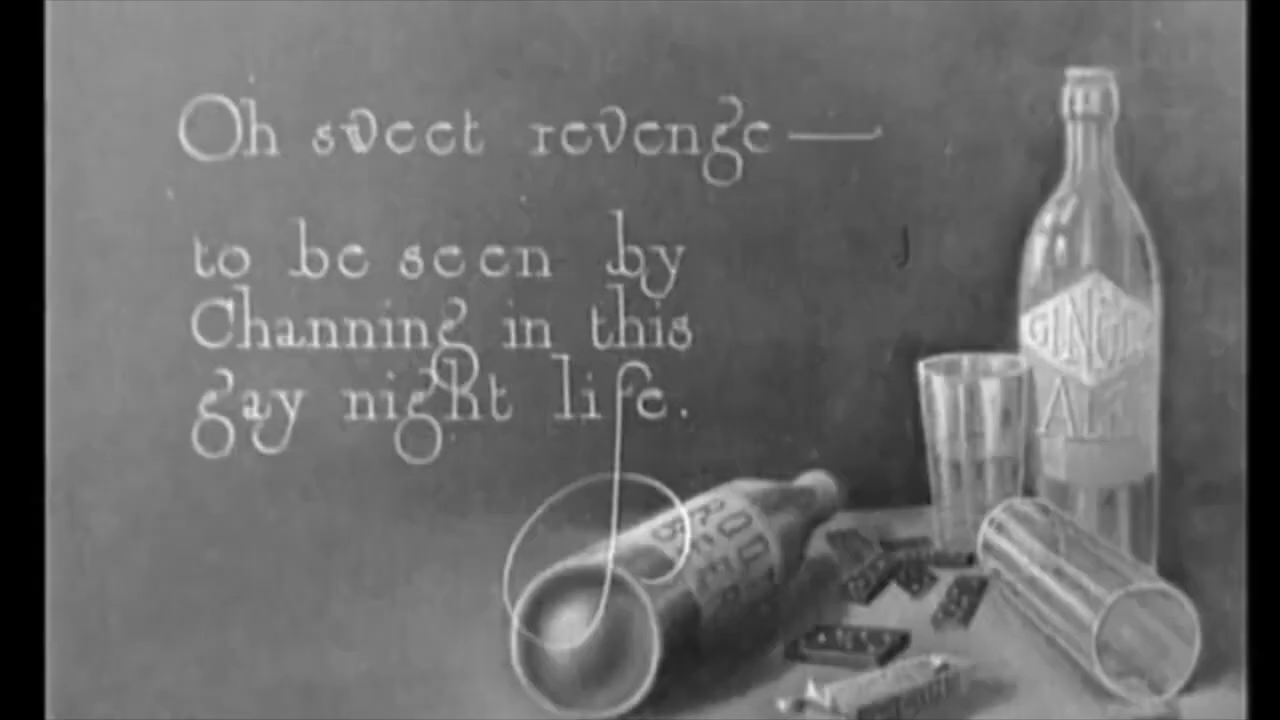 Oh sweet revenge—
to be seen by
Channing in this
gay night life.
GINGER
ALE
ROOT
BEER